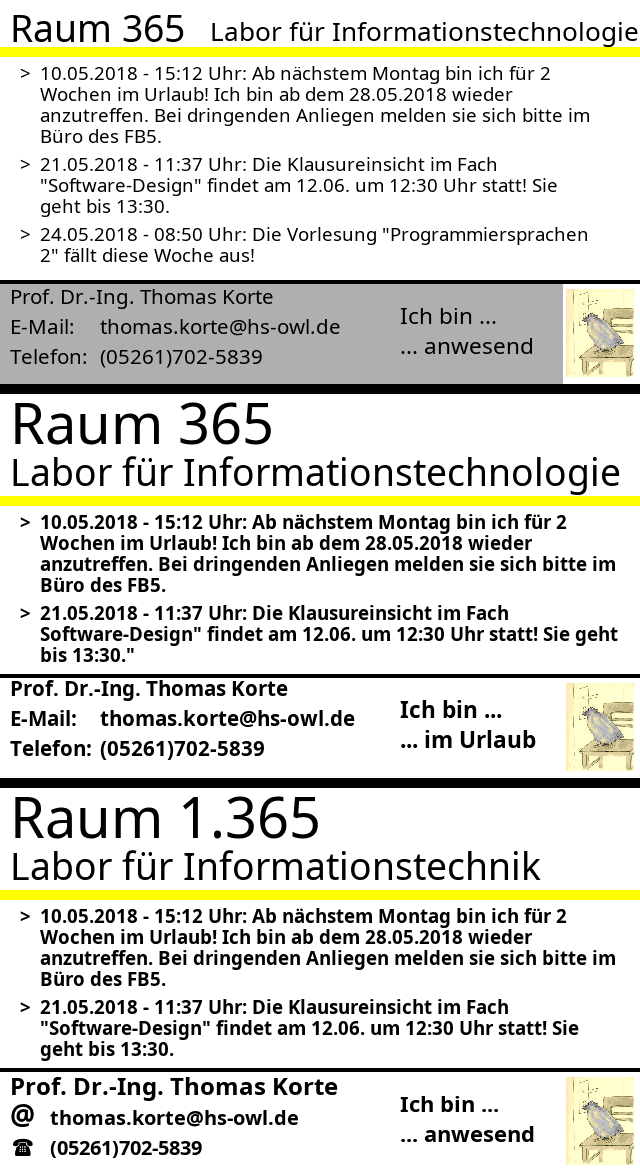 Raum 365 Labor für Informationstechnologie
> 10.05.2018 - 15:12 Uhr: Ab nächstem Montag bin ich für 2
Wochen im Urlaub! Ich bin ab dem 28.05.2018 wieder
anzutreffen. Bei dringenden Anliegen melden sie sich bitte im
Büro des FB5.
> 21.05.2018 - 11:37 Uhr: Die Klausureinsicht im Fach
"Software-Design" findet am 12.06. um 12:30 Uhr statt! Sie
geht bis 13:30.
> 24.05.2018 - 08:50 Uhr: Die Vorlesung "Programmiersprachen
2" fällt diese Woche aus!
Prof. Dr.-Ing. Thomas Korte
E-Mail: thomas.korte@hs-owl.de
Telefon: (05261)702-5839
Ich bin ...
... anwesend
Raum 365
Labor für Informationstechnologie
> 10.05.2018 - 15:12 Uhr: Ab nächstem Montag bin ich für 2
Wochen im Urlaub! Ich bin ab dem 28.05.2018 wieder
anzutreffen. Bei dringenden Anliegen melden sie sich bitte im
Büro des FB5.
> 21.05.2018 - 11:37 Uhr: Die Klausureinsicht im Fach
Software-Design" findet am 12.06. um 12:30 Uhr statt! Sie geht
bis 13:30."
Prof. Dr.-Ing. Thomas Korte
E-Mail: thomas.korte@hs-owl.de
Telefon: (05261)702-5839
Ich bin ...
... im Urlaub
Raum 1.365
Labor für Informationstechnik
> 10.05.2018 - 15:12 Uhr: Ab nächstem Montag bin ich für 2
Wochen im Urlaub! Ich bin ab dem 28.05.2018 wieder
anzutreffen. Bei dringenden Anliegen melden sie sich bitte im
Büro des FB5.
> 21.05.2018 - 11:37 Uhr: Die Klausureinsicht im Fach
"Software-Design" findet am 12.06. um 12:30 Uhr statt! Sie
geht bis 13:30.
Prof. Dr.-Ing. Thomas Korte
@ thomas.korte@hs-owl.de
☎ (05261)702-5839
Ich bin ...
... anwesend